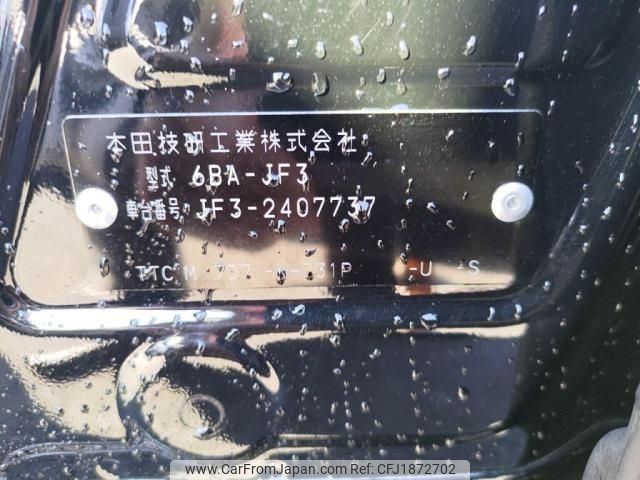 本田技研工業株式会社
型式 6BA-JF3
車台番号 JF3-2407737
-U -S
www.CarFromJapan.com Ref: CFJ1872702